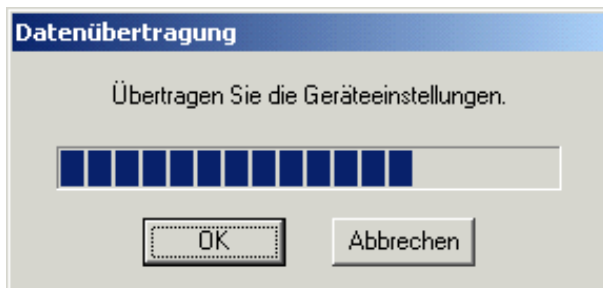 Datenübertragung
Übertragen Sie die Geräteeinstellungen.
OK Abbrechen